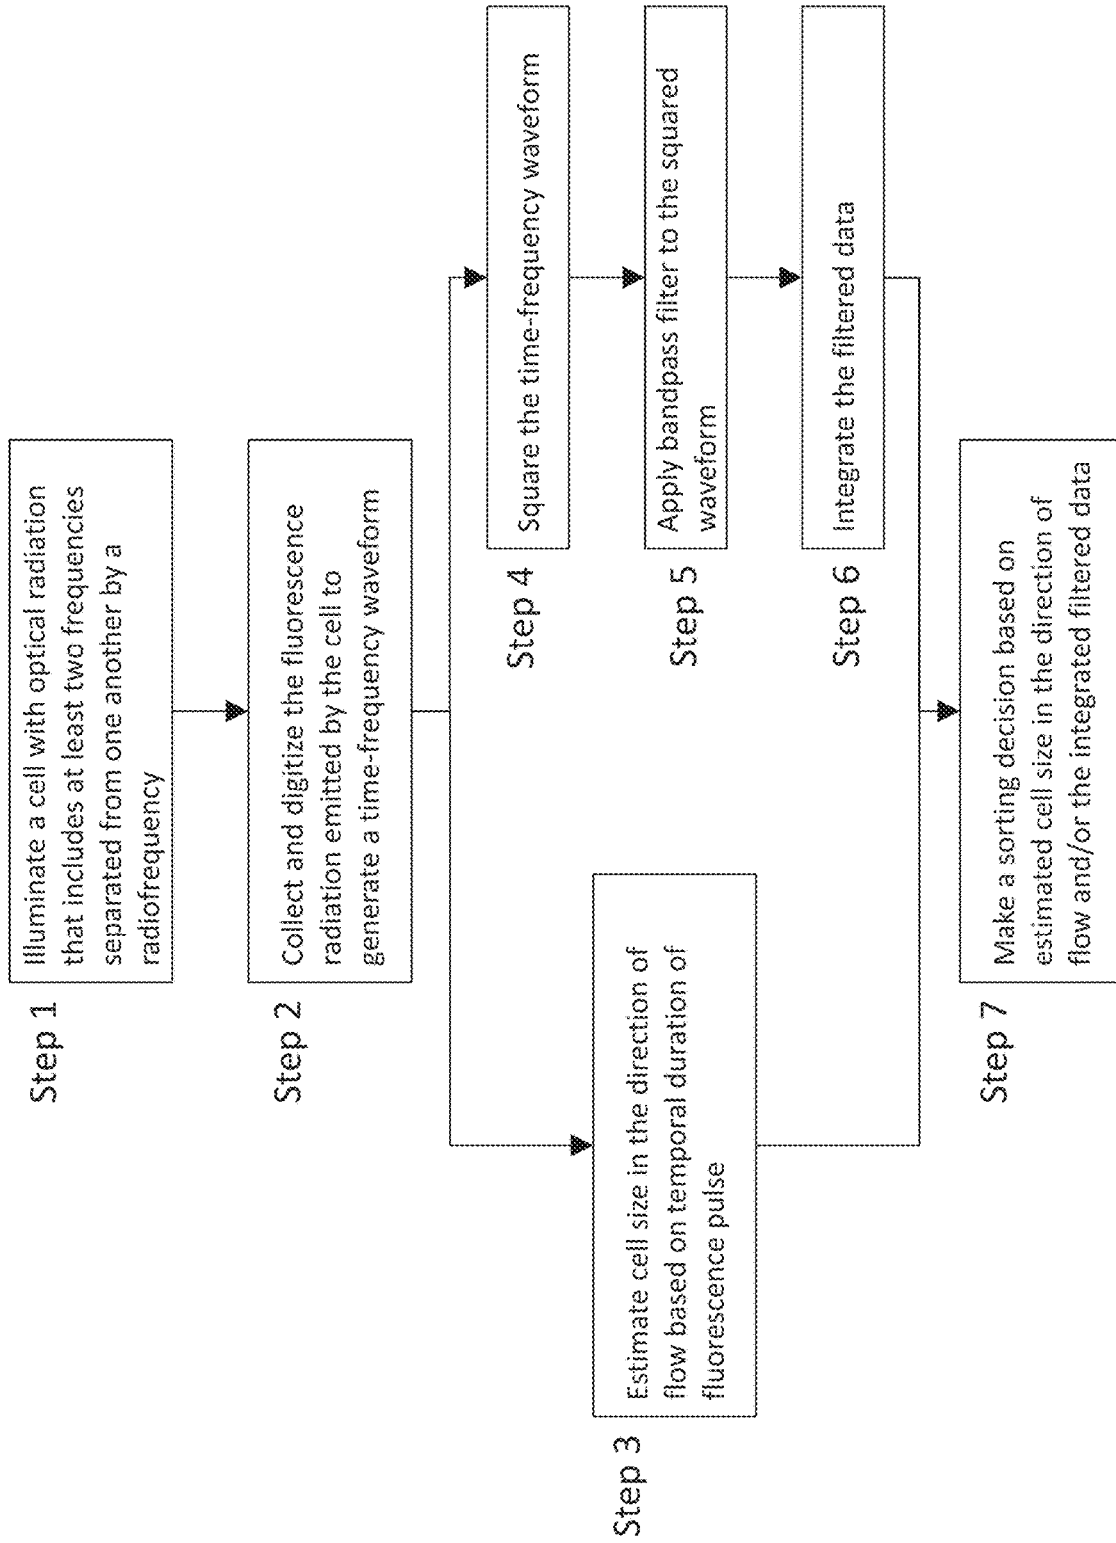 Step 1
Illuminate a cell with optical radiation
that includes at least two frequencies
separated from one another by a
radiofrequency
Step 2
Collect and digitize the fluorescence
radiation emitted by the cell to
generate a time-frequency waveform
Step 3
Estimate cell size in the direction of
flow based on temporal duration of
fluorescence pulse
Step 4
Square the time-frequency waveform
Step 5
Apply bandpass filter to the squared
waveform
Step 6
Integrate the filtered data
Step 7
Make a sorting decision based on
estimated cell size in the direction of
flow and/or the integrated filtered data